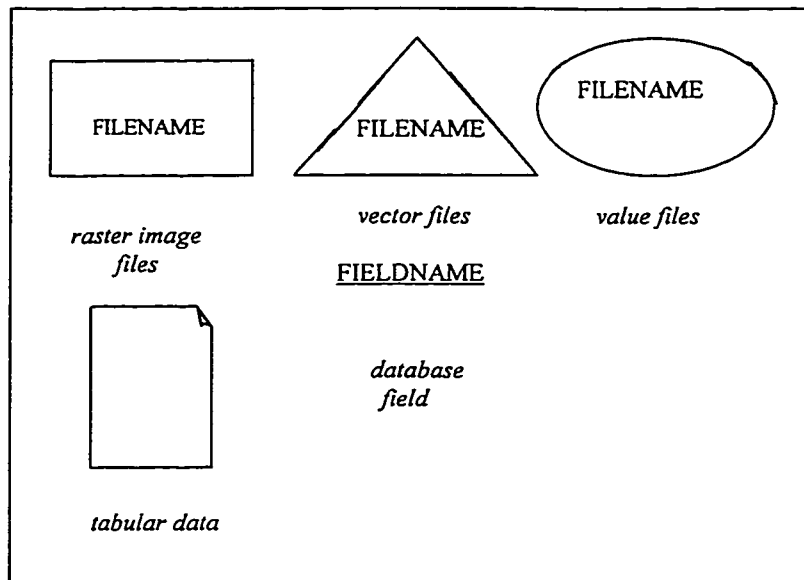 FILENAME
FILENAME
FILENAME
raster image
files
vector files
value files
FIELDNAME
database
field
tabular data